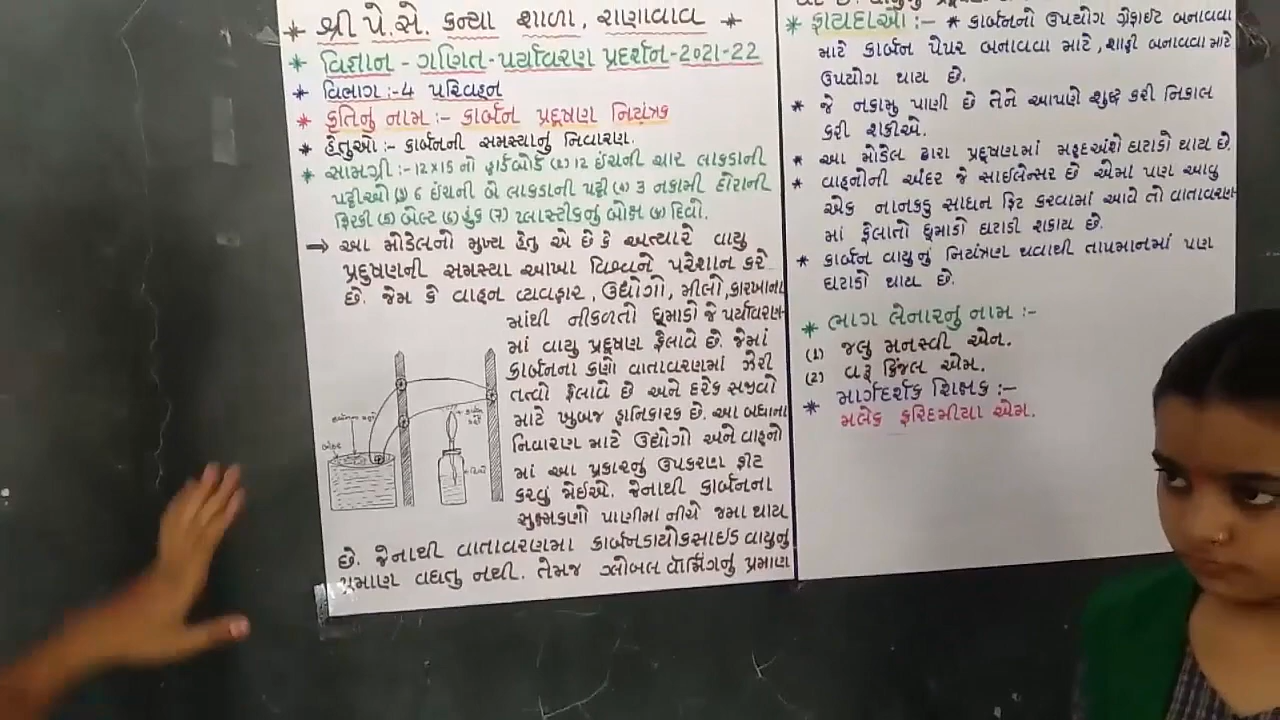 * શ્રી પે.સે. કન્યા શાળા, રાણાવાવ *
* વિજ્ઞાન - ગણિત-પર્યાવરણ પ્રદર્શન-2021-22
* વિભાગ :-4 પરિવહન
* કૃતિનું નામ :- કાર્બન પ્રદૂષણ નિયંત્રક
* હેતુઓ :- કાર્બનની સમસ્યાનું નિવારણ.
* સામગ્રી :- 12x15 નો હાર્ડબોર્ડ (2) 12 ઇંચની ચાર લાકડાની
પટ્ટીઓ (3) 6 ઇંચની બે લાકડાની પટ્ટી (4) 3 નકામી દોરાની
ફિરકી (5) બેલ્ટ (6) હુંક (7) પ્લાસ્ટીકનું બોક્ષ (8) દિવો.
→ આ મોડેલનો મુખ્ય હેતુ એ છે કે અત્યારે વાયુ
પ્રદુષણની સમસ્યા આખા વિશ્વને પરેશાન કરે
છે. જેમ કે વાહન વ્યવહાર, ઉદ્યોગો, મીલો, કારખાના
માંથી નીકળતો ધૂમાડો જે પર્યાવરણ-
માં વાયુ પ્રદૂષણ ફેલાવે છે. જેમાં
કાર્બનના કણો વાતાવરણમાં ઝેરી
તત્વો ફેલાવે છે અને દરેક સજીવો
માટે ખુબજ હાનિકારક છે. આ બધાના
નિવારણ માટે ઉદ્યોગો અને વાહનો
માં આ પ્રકારનું ઉપકરણ ફીટ
કરવું જોઈએ. જેનાથી કાર્બનના
સુક્ષ્મકણો પાણીમાં નીચે જમા થાય
છે. જેનાથી વાતાવરણમા કાર્બનડાયોકસાઇડ વાયુનું
પ્રમાણ વધતુ નથી. તેમજ ગ્લોબલ વૉર્મિંગનું પ્રમાણ
* ફાયદાઓ :- * કાર્બનનો ઉપયોગ ગ્રેફાઇટ બનાવવા
માટે કાર્બન પેપર બનાવવા માટે, શાહી બનાવવા માટે
ઉપયોગ થાય છે.
* જે નકામુ પાણી છે તેને આપણે શુધ્ધ કરી નિકાલ
કરી શકીએ.
* આ મોડેલ દ્વારા પ્રદુષણમાં મહદઅંશે ઘટાડો થાય છે.
* વાહનોની અંદર જે સાઈલેન્સર છે એમાં પણ આવુ
એક નાનકડુ સાધન ફિટ કરવામાં આવે તો વાતાવરણ-
માં ફેલાતો ધૂમાડો ઘટાડી શકાય છે.
* કાર્બન વાયુનું નિયંત્રણ થવાથી તાપમાનમાં પણ
ઘટાડો થાય છે.
* ભાગ લેનારનું નામ :-
(1) જલુ મનસ્વી એન.
(2) વરૂ કિંજલ એમ.
* માર્ગદર્શક શિક્ષક :-
મલેક ફરિદમીયા એમ.